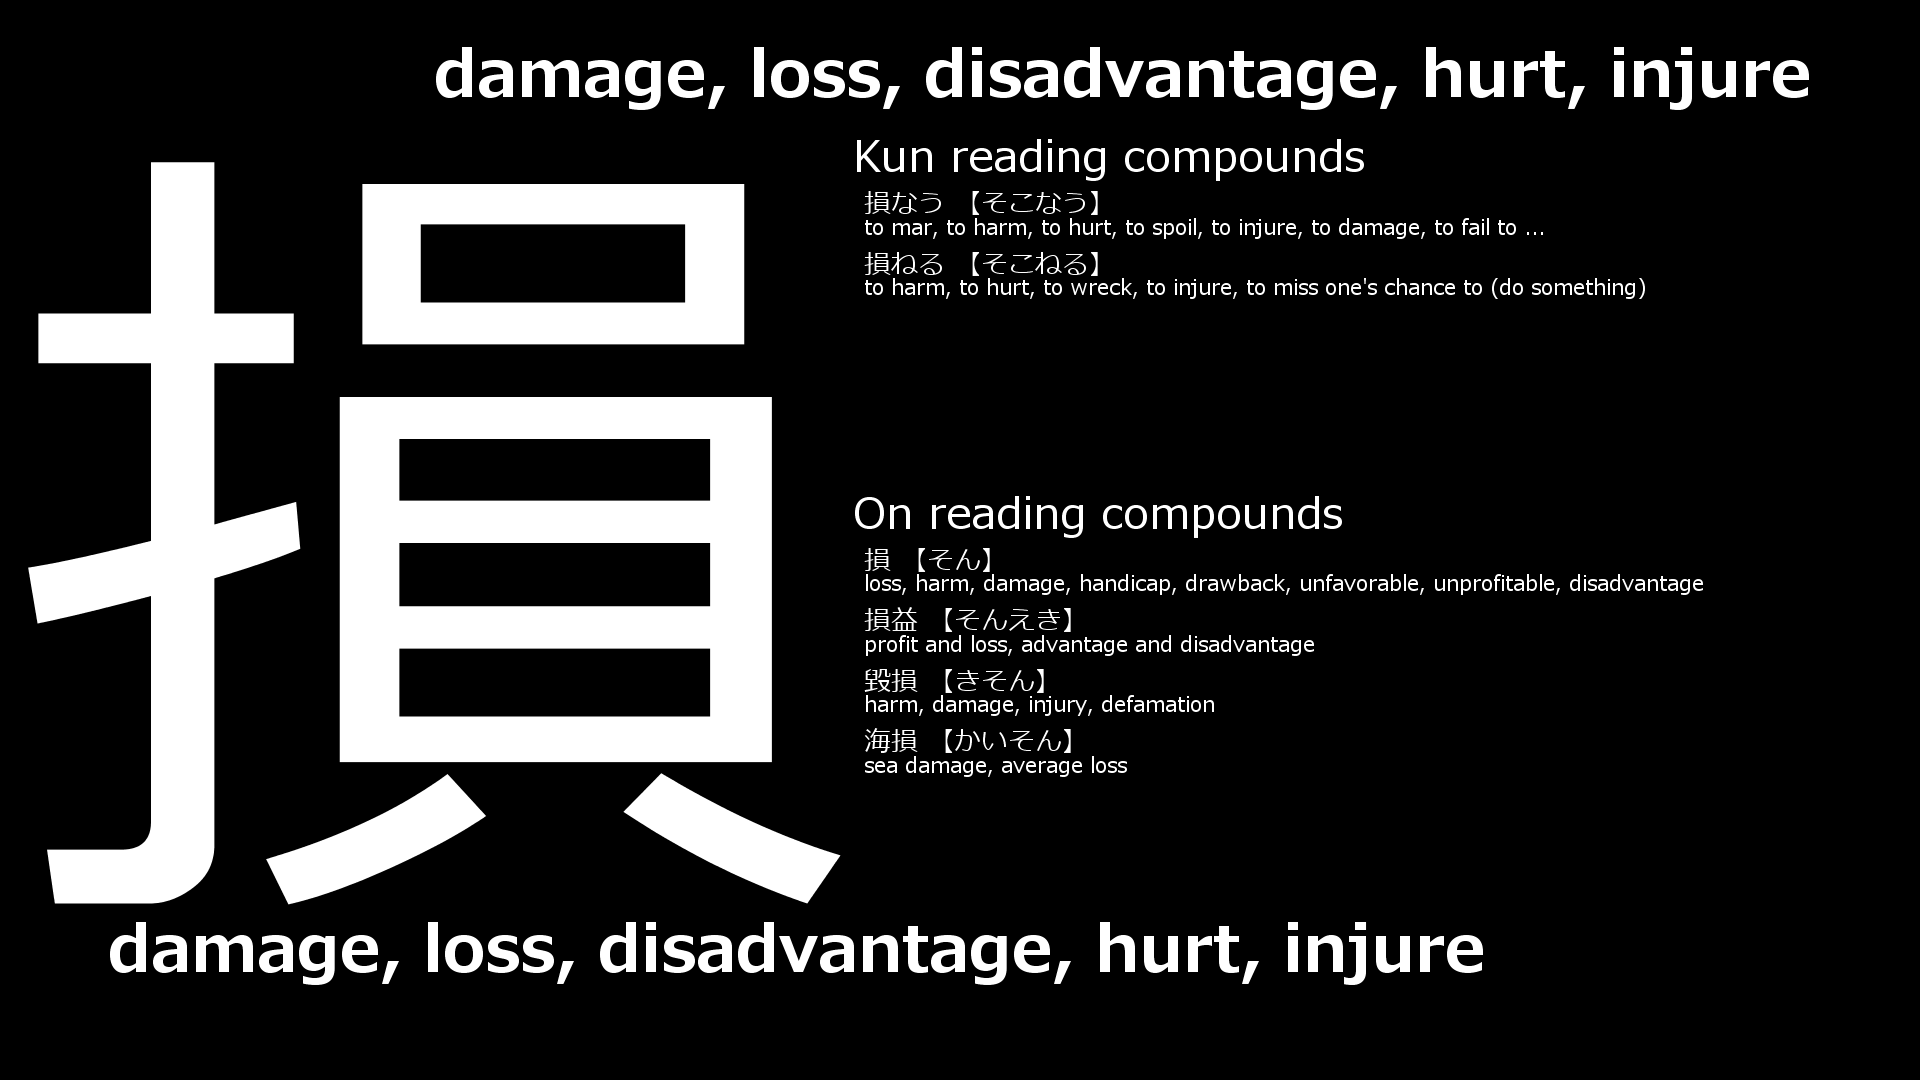 damage, loss, disadvantage, hurt, injure
損
Kun reading compounds
損なう 【そこなう】
to mar, to harm, to hurt, to spoil, to injure, to damage, to fail to ...
損ねる 【そこねる】
to harm, to hurt, to wreck, to injure, to miss one's chance to (do something)
On reading compounds
損 【そん】
loss, harm, damage, handicap, drawback, unfavorable, unprofitable, disadvantage
損益 【そんえき】
profit and loss, advantage and disadvantage
毀損 【きそん】
harm, damage, injury, defamation
海損 【かいそん】
sea damage, average loss
damage, loss, disadvantage, hurt, injure